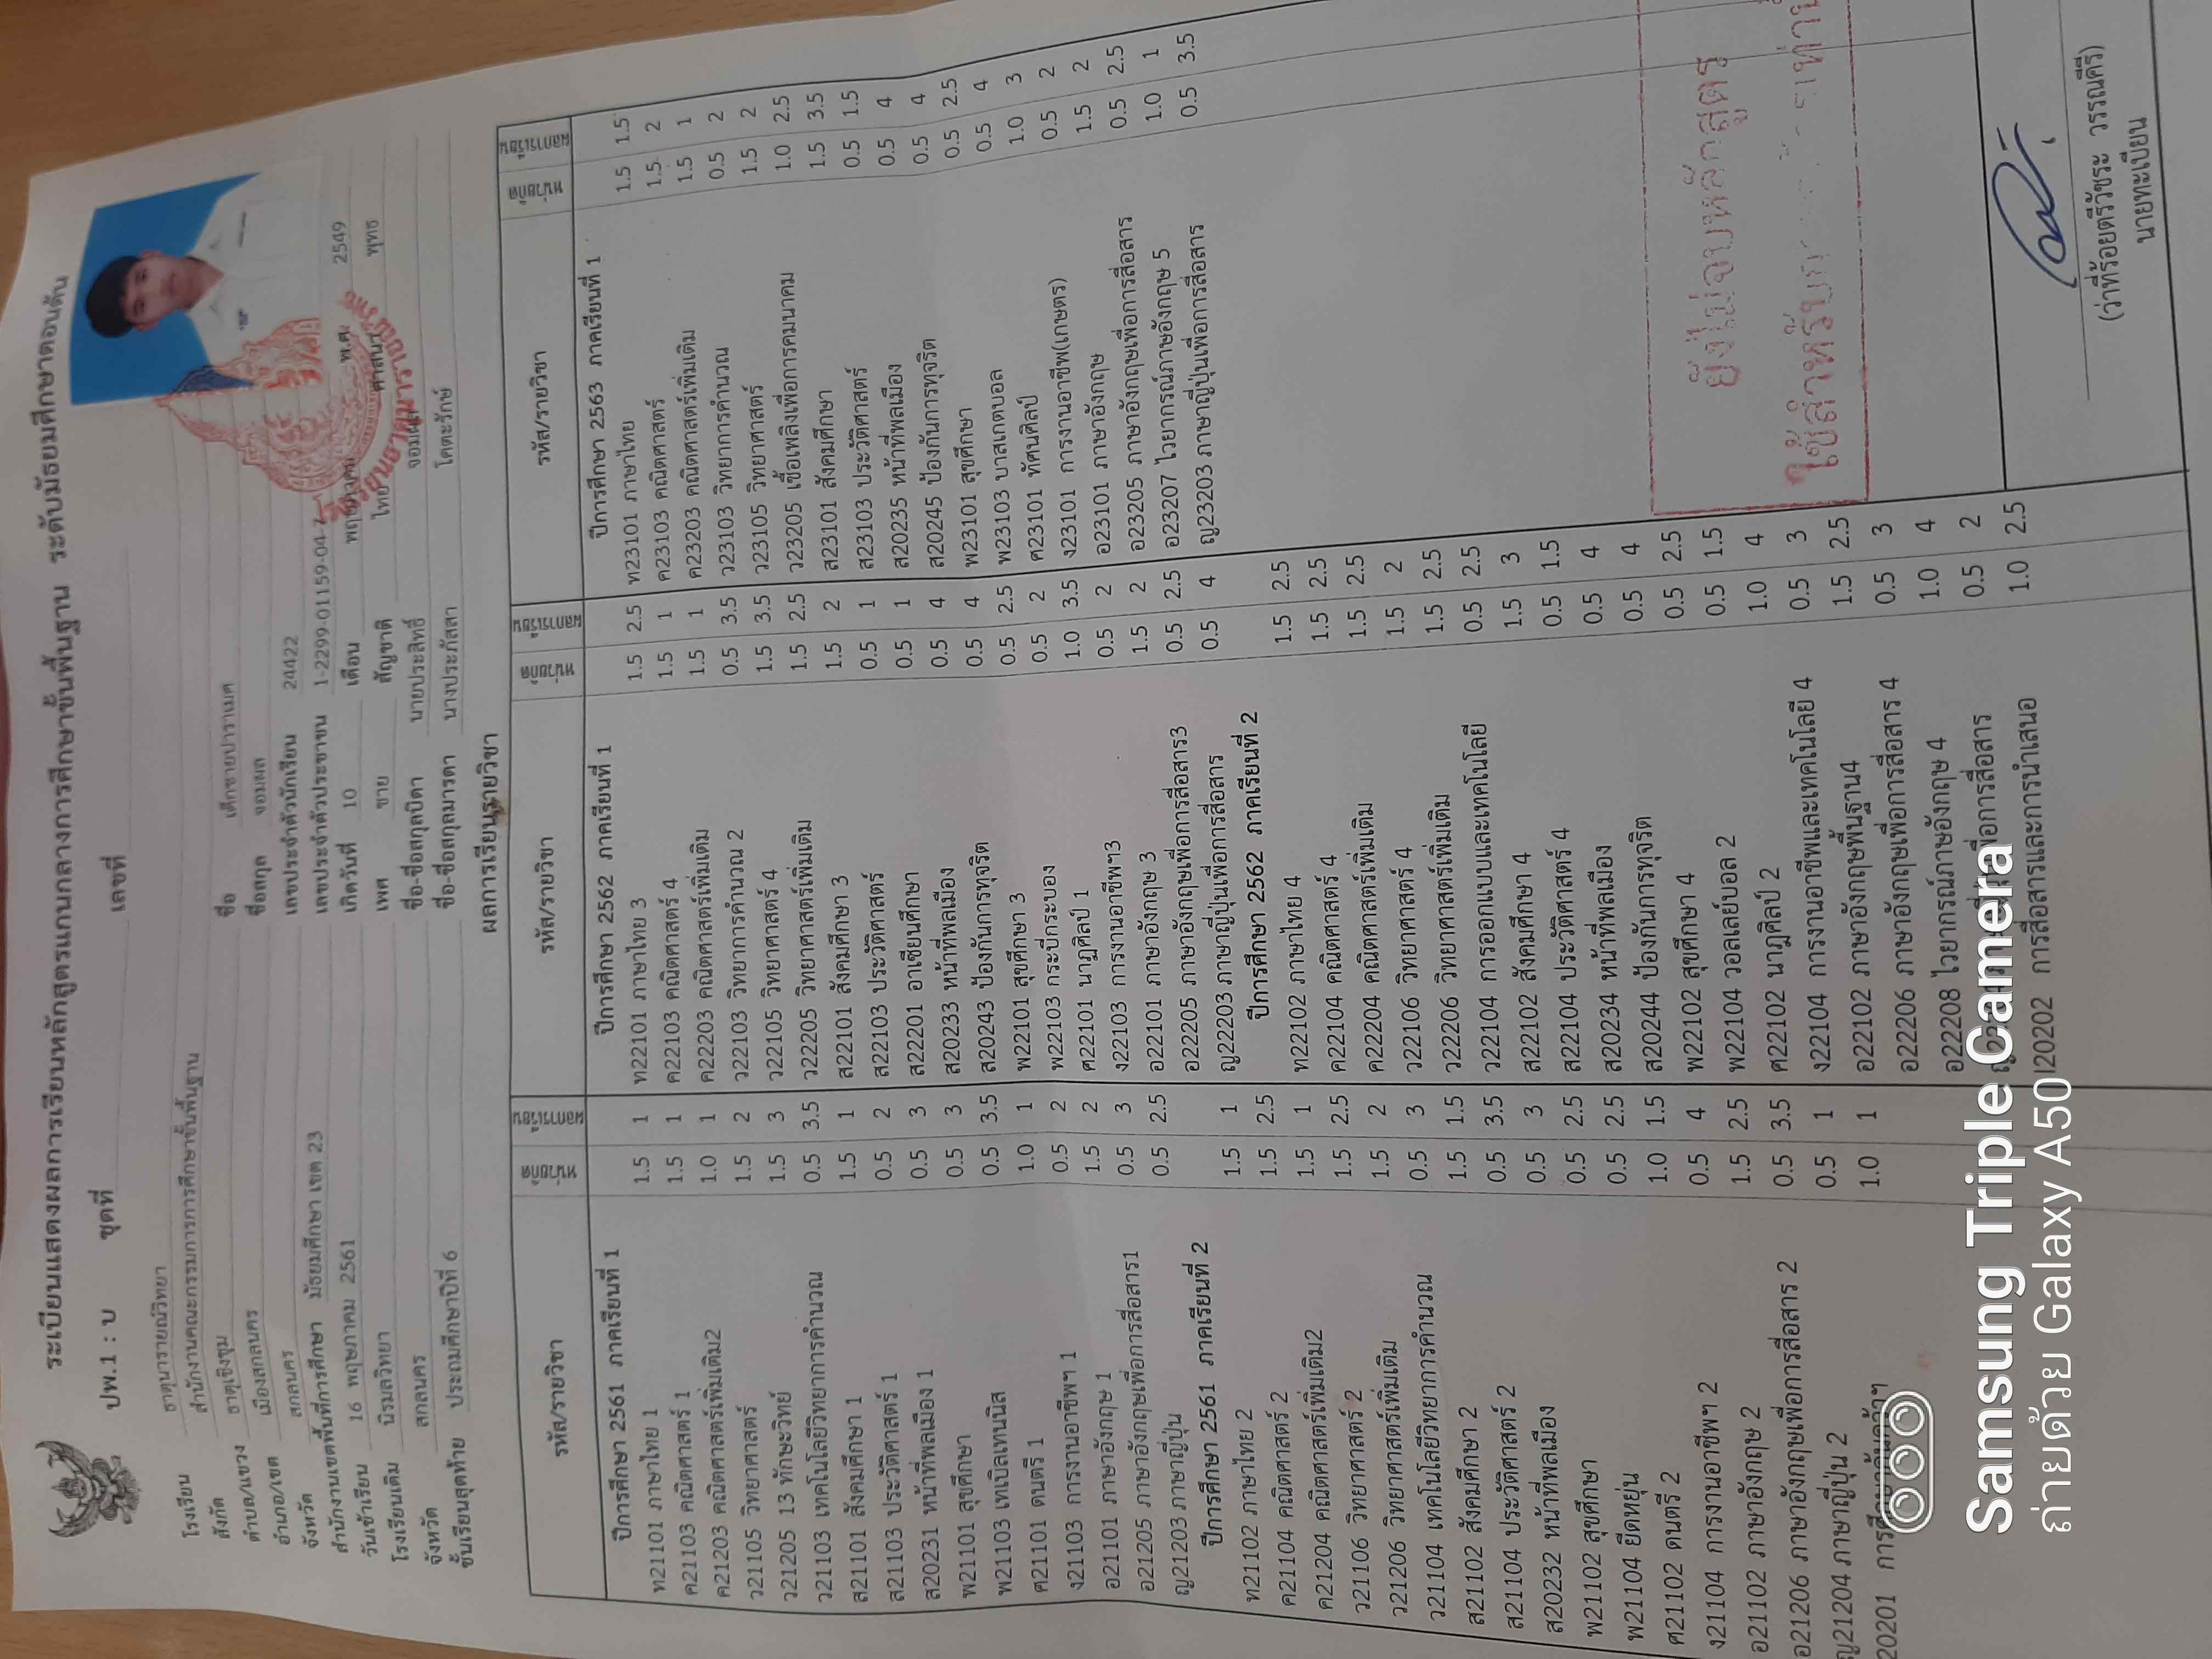 ระเบียนแสดงผลการเรียนหลักสูตรแกนกลางการศึกษาขั้นพื้นฐาน ระดับมัธยมศึกษาตอนต้น
ปพ.1 : บ ชุดที่ เลขที่
โรงเรียน ธาตุนารายณ์วิทยา
สังกัด สำนักงานคณะกรรมการการศึกษาขั้นพื้นฐาน
ตำบล/แขวง ธาตุเชิงชุม
อำเภอ/เขต เมืองสกลนคร
จังหวัด สกลนคร
สำนักงานเขตพื้นที่การศึกษา มัธยมศึกษา เขต 23
วันเข้าเรียน 16 พฤษภาคม 2561
โรงเรียนเดิม นิรมลวิทยา
จังหวัด สกลนคร
ชั้นเรียนสุดท้าย ประถมศึกษาปีที่ 6
ชื่อ เด็กชายปวราเมศ
ชื่อสกุล จอมผล
เลขประจำตัวนักเรียน 24422
เลขประจำตัวประชาชน 1-2299-01159-04-7
เกิดวันที่ 10 เดือน พฤษภาคม พ.ศ. 2549
เพศ ชาย สัญชาติ ไทย ศาสนา พุทธ
ชื่อ-ชื่อสกุลบิดา นายประสิทธิ์ จอมผล
ชื่อ-ชื่อสกุลมารดา นางประภัสสา โคตะรักษ์
ผลการเรียนรายวิชา
รหัส/รายวิชา หน่วยกิต ผลการเรียน
ปีการศึกษา 2561 ภาคเรียนที่ 1
ท21101 ภาษาไทย 1 1.5 1
ค21103 คณิตศาสตร์ 1 1.5 1
ค21203 คณิตศาสตร์เพิ่มเติม2 1.0 1
ว21105 วิทยาศาสตร์ 1.5 2
ว21205 13 ทักษะวิทย์ 1.5 3
ว21103 เทคโนโลยีวิทยาการคำนวณ 0.5 3.5
ส21101 สังคมศึกษา 1 1.5 1
ส21103 ประวัติศาสตร์ 1 0.5 2
ส20231 หน้าที่พลเมือง 1 0.5 3
พ21101 สุขศึกษา 0.5 3
พ21103 เทเบิลเทนนิส 0.5 3.5
ศ21101 ดนตรี 1 1.0 1
ง21103 การงานอาชีพฯ 1 0.5 2
อ21101 ภาษาอังกฤษ 1 1.5 2
อ21205 ภาษาอังกฤษเพื่อการสื่อสาร1 0.5 3
ญ21203 ภาษาญี่ปุ่น 0.5 2.5
ปีการศึกษา 2561 ภาคเรียนที่ 2
ท21102 ภาษาไทย 2 1.5 1
ค21104 คณิตศาสตร์ 2 1.5 2.5
ค21204 คณิตศาสตร์เพิ่มเติม2 1.5 1
ว21106 วิทยาศาสตร์ 2 1.5 2.5
ว21206 วิทยาศาสตร์เพิ่มเติม 1.5 2
ว21104 เทคโนโลยีวิทยาการคำนวณ 0.5 3
ส21102 สังคมศึกษา 2 1.5 1.5
ส21104 ประวัติศาสตร์ 2 0.5 3.5
ส20232 หน้าที่พลเมือง 0.5 3
พ21102 สุขศึกษา 0.5 2.5
พ21104 ยืดหยุ่น 0.5 2.5
ศ21102 ดนตรี 2 1.0 1.5
ง21104 การงานอาชีพฯ 2 0.5 4
อ21102 ภาษาอังกฤษ 2 1.5 2.5
อ21206 ภาษาอังกฤษเพื่อการสื่อสาร 2 0.5 3.5
ญ21204 ภาษาญี่ปุ่น 2 0.5 1
20201 1.0 1
รหัส/รายวิชา หน่วยกิต ผลการเรียน
ปีการศึกษา 2562 ภาคเรียนที่ 1
ท22101 ภาษาไทย 3 1.5 2.5
ค22103 คณิตศาสตร์ 4 1.5 1
ค22203 คณิตศาสตร์เพิ่มเติม 1.5 1
ว22103 วิทยาการคำนวณ 2 0.5 3.5
ว22105 วิทยาศาสตร์ 4 1.5 3.5
ว22205 วิทยาศาสตร์เพิ่มเติม 1.5 2.5
ส22101 สังคมศึกษา 3 1.5 2
ส22103 ประวัติศาสตร์ 0.5 1
ส22201 อาเซียนศึกษา 0.5 1
ส20233 หน้าที่พลเมือง 0.5 4
ส20243 ป้องกันการทุจริต 0.5 4
พ22101 สุขศึกษา 3 0.5 2.5
พ22103 กระบี่กระบอง 0.5 2
ศ22101 นาฏศิลป์ 1 1.0 3.5
ง22103 การงานอาชีพฯ3 0.5 2
อ22101 ภาษาอังกฤษ 3 1.5 2
อ22205 ภาษาอังกฤษเพื่อการสื่อสาร3 0.5 2.5
ญ22203 ภาษาญี่ปุ่นเพื่อการสื่อสาร 0.5 4
ปีการศึกษา 2562 ภาคเรียนที่ 2
ท22102 ภาษาไทย 4 1.5 2.5
ค22104 คณิตศาสตร์ 4 1.5 2.5
ค22204 คณิตศาสตร์เพิ่มเติม 1.5 2.5
ว22106 วิทยาศาสตร์ 4 1.5 2
ว22206 วิทยาศาสตร์เพิ่มเติม 1.5 2.5
ว22104 การออกแบบและเทคโนโลยี 0.5 2.5
ส22102 สังคมศึกษา 4 1.5 3
ส22104 ประวัติศาสตร์ 4 0.5 1.5
ส20234 หน้าที่พลเมือง 0.5 4
ส20244 ป้องกันการทุจริต 0.5 4
พ22102 สุขศึกษา 4 0.5 2.5
พ22104 วอลเลย์บอล 2 0.5 1.5
ศ22102 นาฏศิลป์ 2 1.0 4
ง22104 การงานอาชีพและเทคโนโลยี 4 0.5 3
อ22102 ภาษาอังกฤษพื้นฐาน4 1.5 2.5
อ22206 ภาษาอังกฤษเพื่อการสื่อสาร 4 0.5 3
อ22208 ไวยากรณ์ภาษาอังกฤษ 4 1.0 4
เพื่อการสื่อสาร 0.5 2
I20202 การสื่อสารและการนำเสนอ 1.0 2.5
รหัส/รายวิชา หน่วยกิต ผลการเรียน
ปีการศึกษา 2563 ภาคเรียนที่ 1
ท23101 ภาษาไทย 1.5 1.5
ค23103 คณิตศาสตร์ 1.5 2
ค23203 คณิตศาสตร์เพิ่มเติม 1.5 1
ว23103 วิทยาการคำนวณ 0.5 2
ว23105 วิทยาศาสตร์ 1.5 2
ว23205 เชื้อเพลิงเพื่อการคมนาคม 1.0 2.5
ส23101 สังคมศึกษา 1.5 3.5
ส23103 ประวัติศาสตร์ 0.5 1.5
ส20235 หน้าที่พลเมือง 0.5 4
ส20245 ป้องกันการทุจริต 0.5 4
พ23101 สุขศึกษา 0.5 2.5
พ23103 บาสเกตบอล 0.5 4
ศ23101 ทัศนศิลป์ 1.0 3
ง23101 การงานอาชีพ(เกษตร) 0.5 2
อ23101 ภาษาอังกฤษ 1.5 2
อ23205 ภาษาอังกฤษเพื่อการสื่อสาร 0.5 2.5
อ23207 ไวยากรณ์ภาษาอังกฤษ 5 1.0 1
ญ23203 ภาษาญี่ปุ่นเพื่อการสื่อสาร 0.5 3.5
ยังไม่จบหลักสูตร
ใช้สำหรับ
(ว่าที่ร้อยตรีวัชระ วรรณคีรี)
นายทะเบียน
Samsung Triple Camera
ถ่ายด้วย Galaxy A50